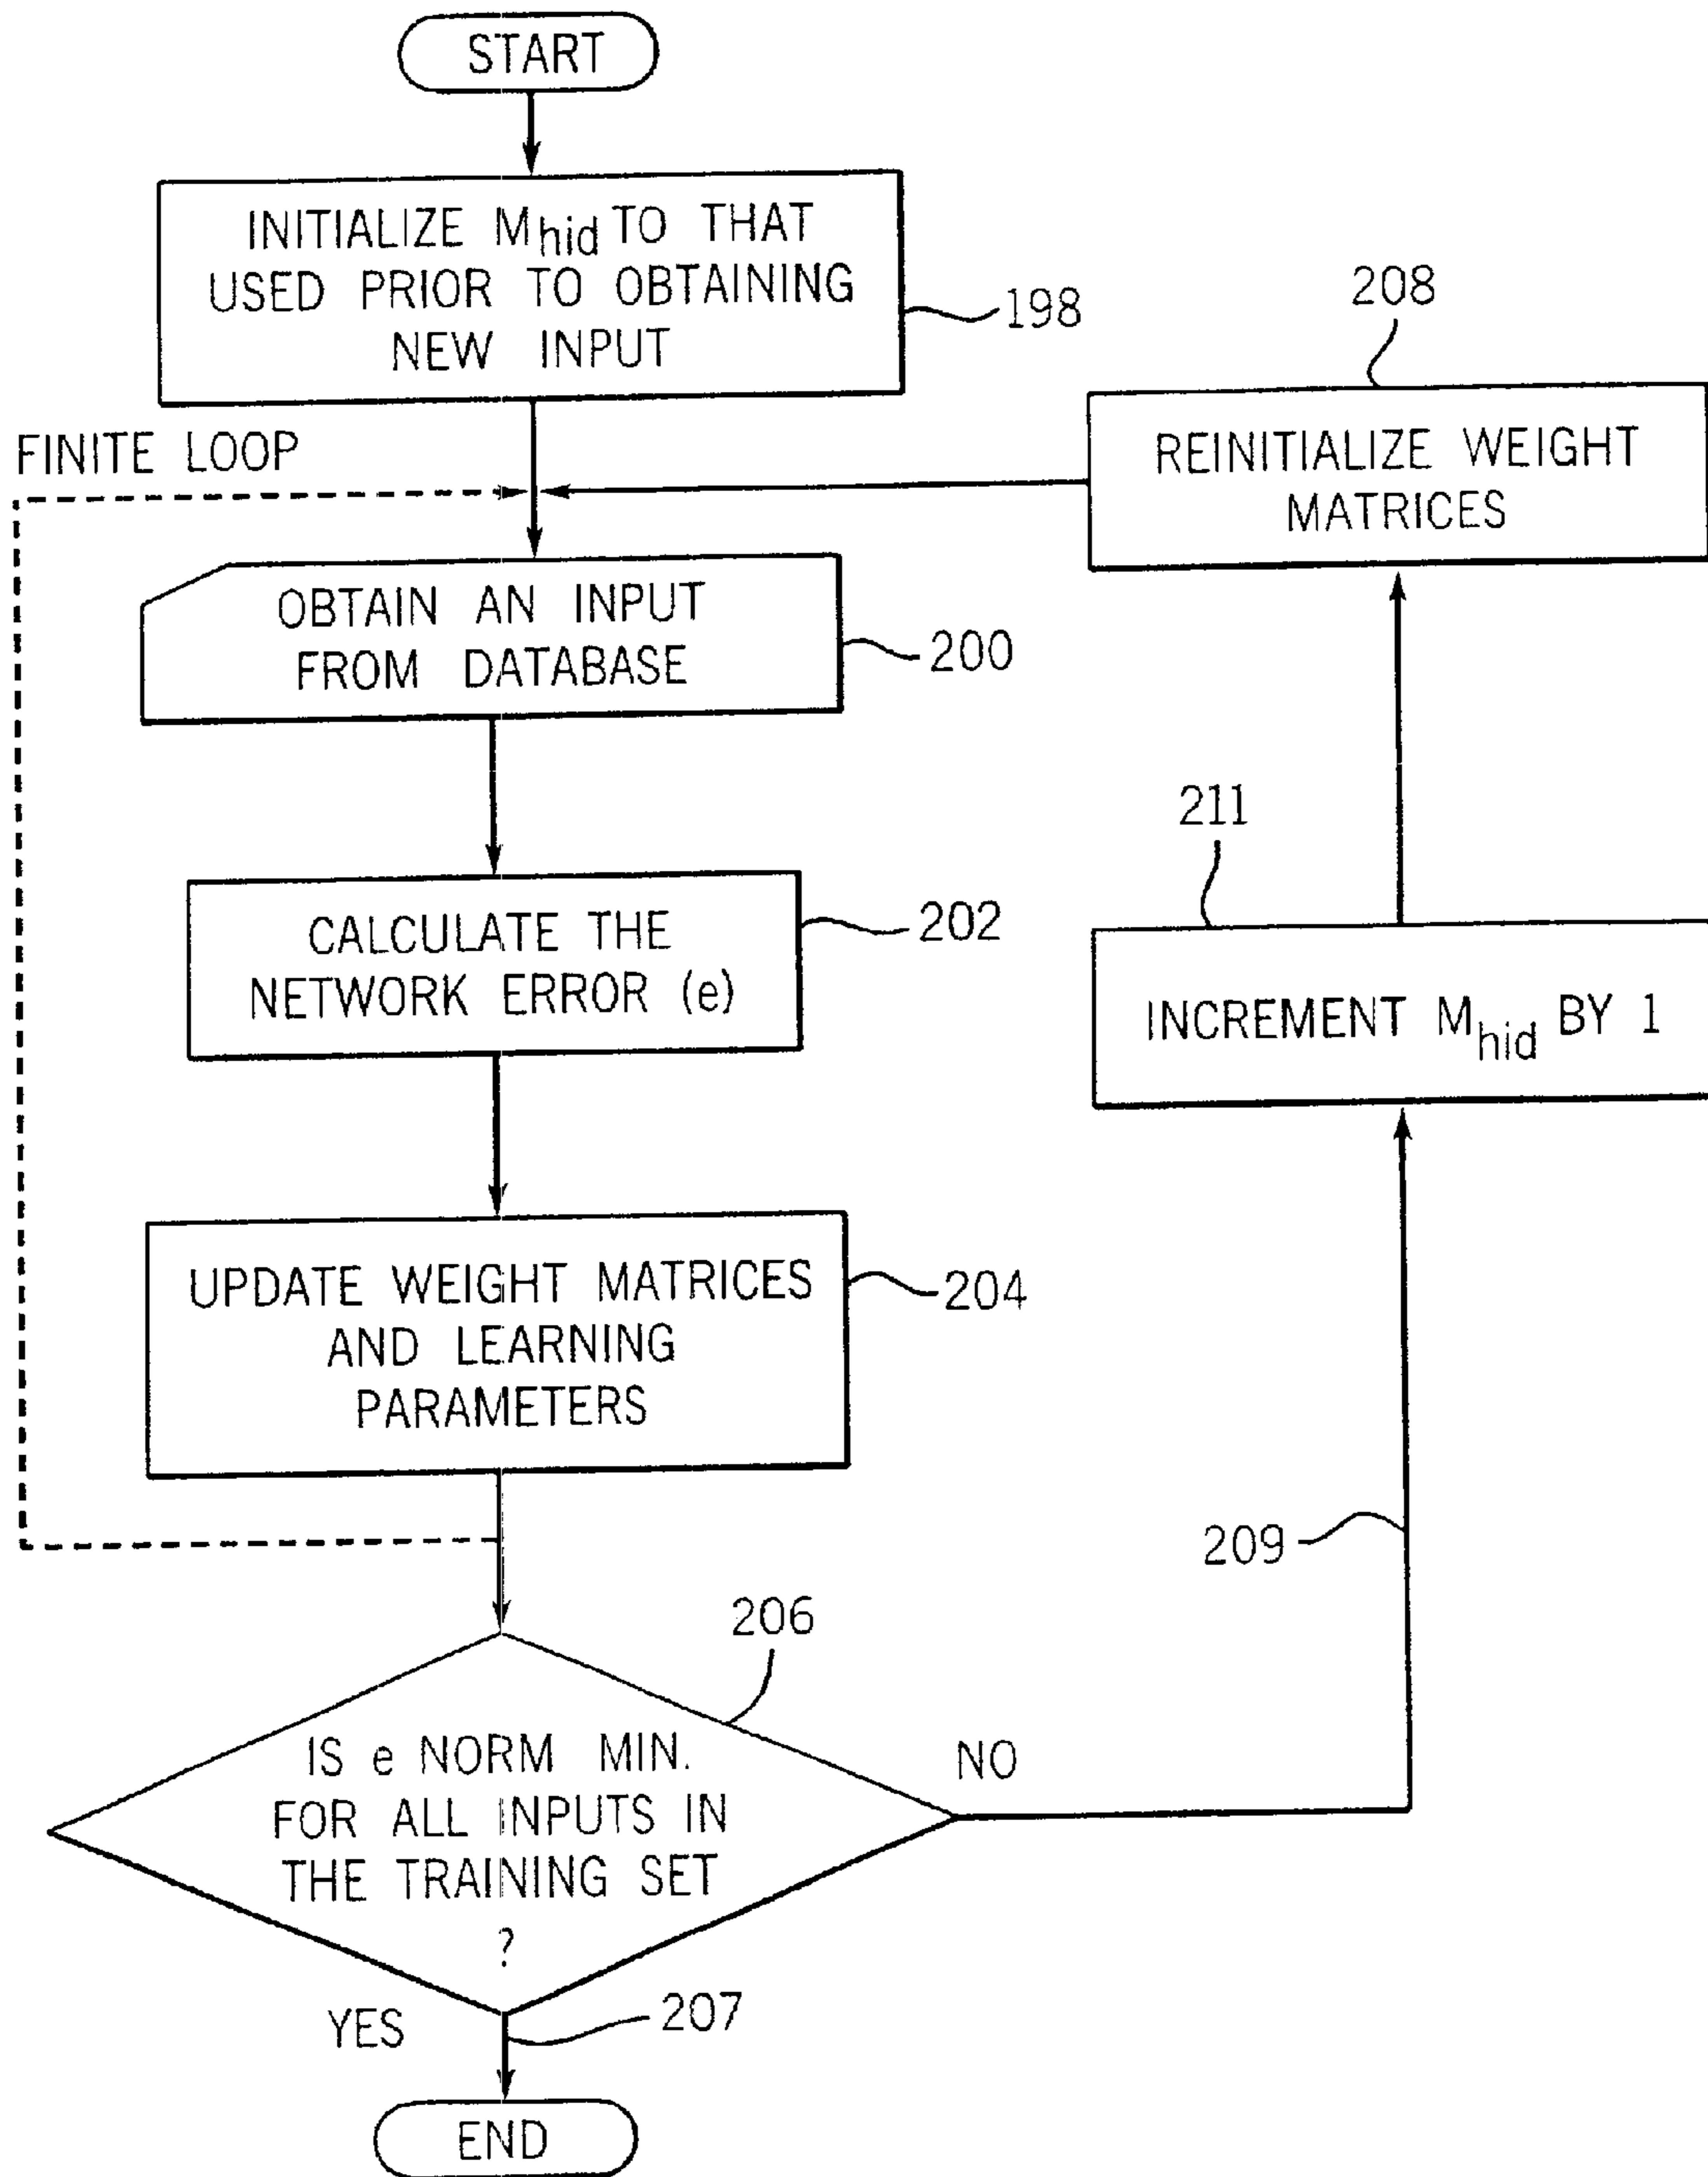 START
INITIALIZE Mhid TO THAT
USED PRIOR TO OBTAINING
NEW INPUT
198
FINITE LOOP
208
REINITIALIZE WEIGHT
MATRICES
OBTAIN AN INPUT
FROM DATABASE
200
211
INCREMENT Mhid BY 1
CALCULATE THE
NETWORK ERROR (e)
202
UPDATE WEIGHT MATRICES
AND LEARNING
PARAMETERS
204
209
206
IS e NORM MIN.
FOR ALL INPUTS IN
THE TRAINING SET
?
NO
YES
207
END